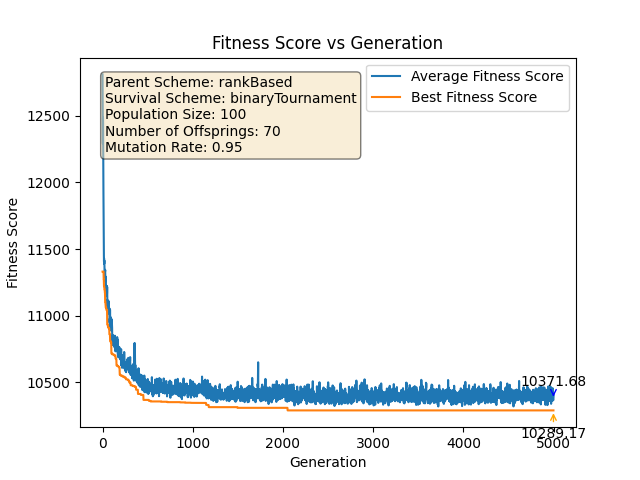 Fitness Score vs Generation
Parent Scheme: rankBased
Survival Scheme: binaryTournament
Population Size: 100
Number of Offsprings: 70
Mutation Rate: 0.95
Average Fitness Score
Best Fitness Score
12500
12000
11500
11000
10500
Fitness Score
10371.68
10289.17
0
1000
2000
3000
4000
5000
Generation